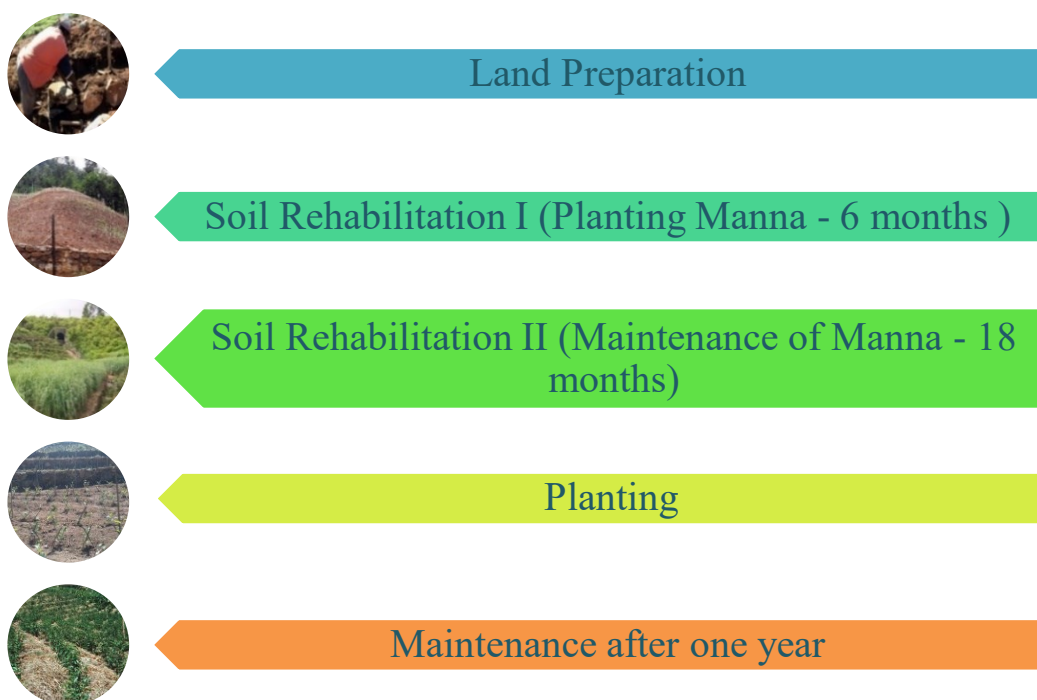 Land Preparation
Soil Rehabilitation I (Planting Manna - 6 months )
Soil Rehabilitation II (Maintenance of Manna - 18
months)
Planting
Maintenance after one year